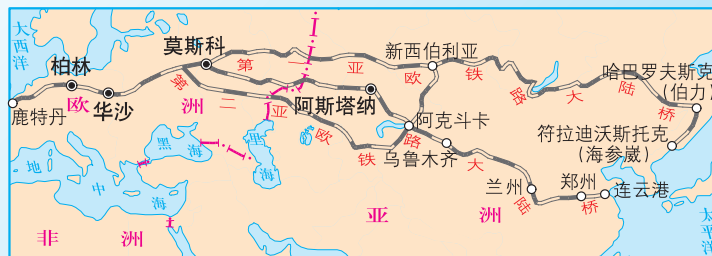 大西洋
莫斯科
柏林
华沙
鹿特丹
欧洲
第一亚欧铁路大陆桥
第二亚欧铁路大陆桥
新西伯利亚
哈巴罗夫斯克
(伯力)
符拉迪沃斯托克
(海参崴)
阿斯塔纳
阿克斗卡
乌鲁木齐
兰州
郑州
连云港
黑海
里海
地中海
亚洲
非洲
太平洋